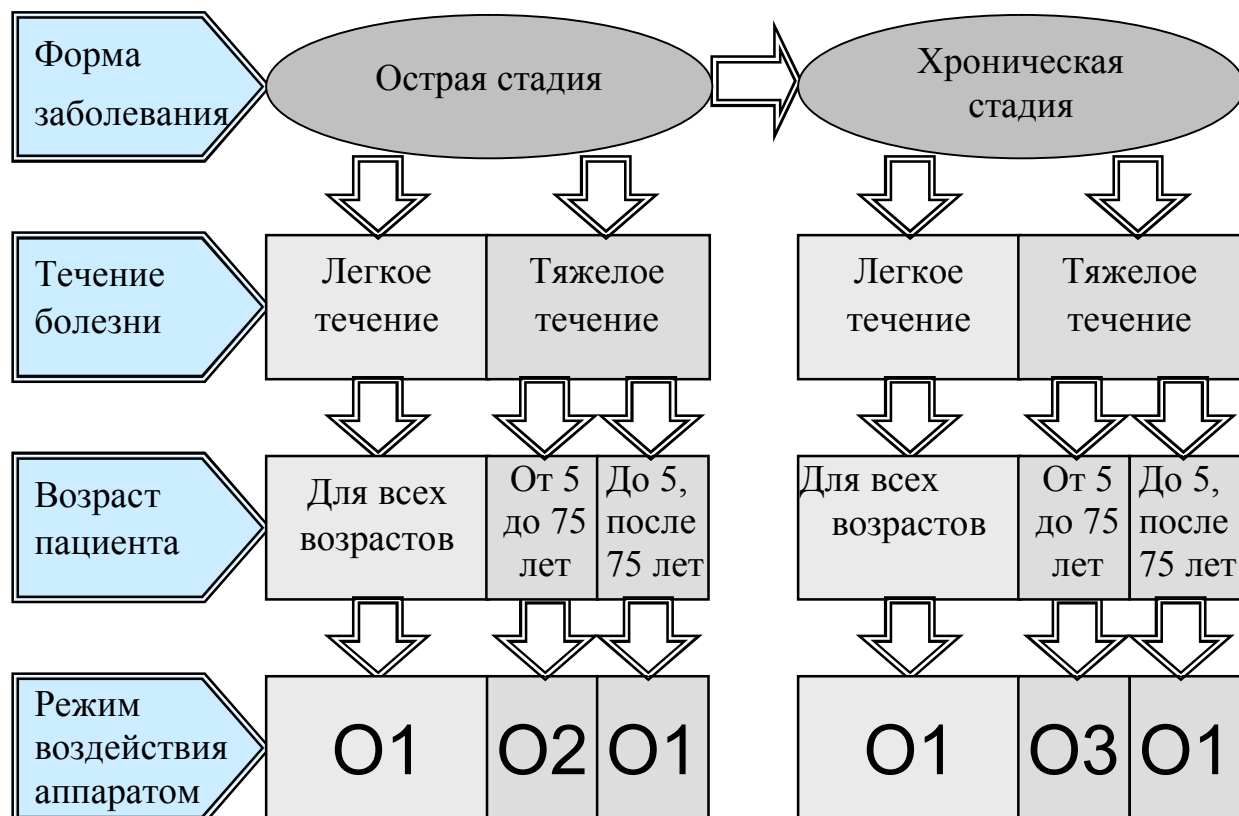 Форма
заболевания
Острая стадия
Хроническая
стадия
Течение
болезни
Легкое
течение
Тяжелое
течение
Легкое
течение
Тяжелое
течение
Возраст
пациента
Для всех
возрастов
От 5
до 75
лет
До 5,
после
75 лет
Для всех
возрастов
От 5
до 75
лет
До 5,
после
75 лет
Режим
воздействия
аппаратом
О1
О2
О1
О1
О3
О1